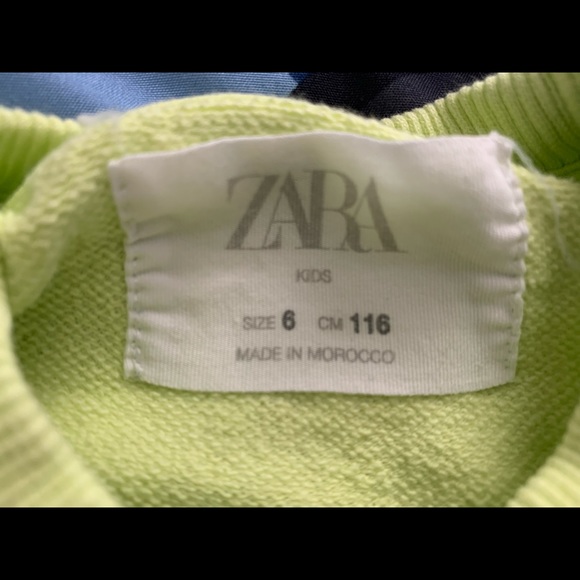 ZARA
KIDS
SIZE 6 CM 116
MADE IN MOROCCO